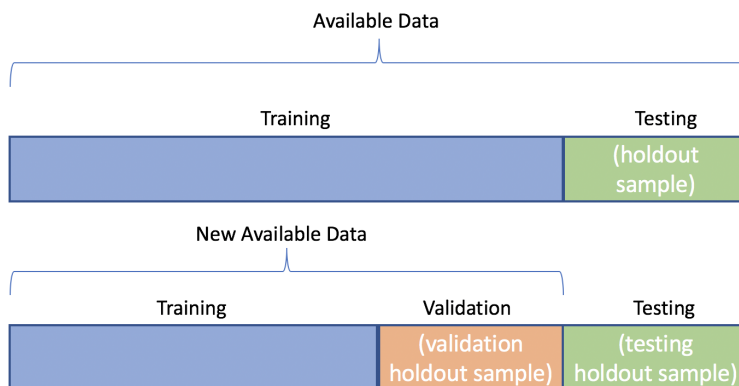 Available Data
Training Testing
(holdout
sample)
New Available Data
Training Validation Testing
(validation (testing
holdout sample) holdout sample)